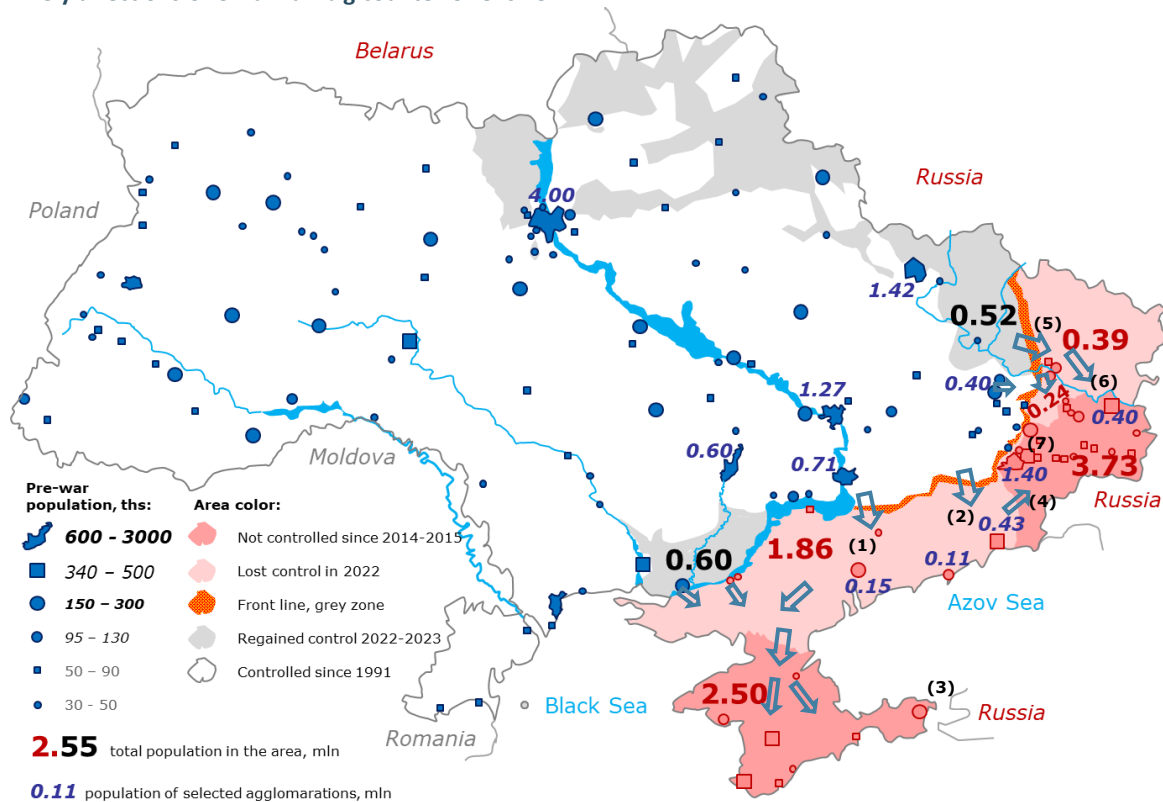 Belarus
Russia
4.00
Poland
1.42
0.52
(5)
0.39
(6)
0.40
0.24
0.40
1.27
Moldova
0.60
0.71
(7)
1.40
3.73
Russia
Pre-war
population, ths:
Area color:
600 - 3000
Not controlled since 2014-2015
340 – 500
Lost control in 2022
150 – 300
Front line, grey zone
95 – 130
Regained control 2022-2023
50 – 90
Controlled since 1991
30 - 50
(2)
(4)
0.43
0.60
1.86
(1)
0.11
0.15
Azov Sea
2.50
(3)
Black Sea
Russia
Romania
2.55 total population in the area, mln
0.11 population of selected agglomarations, mln